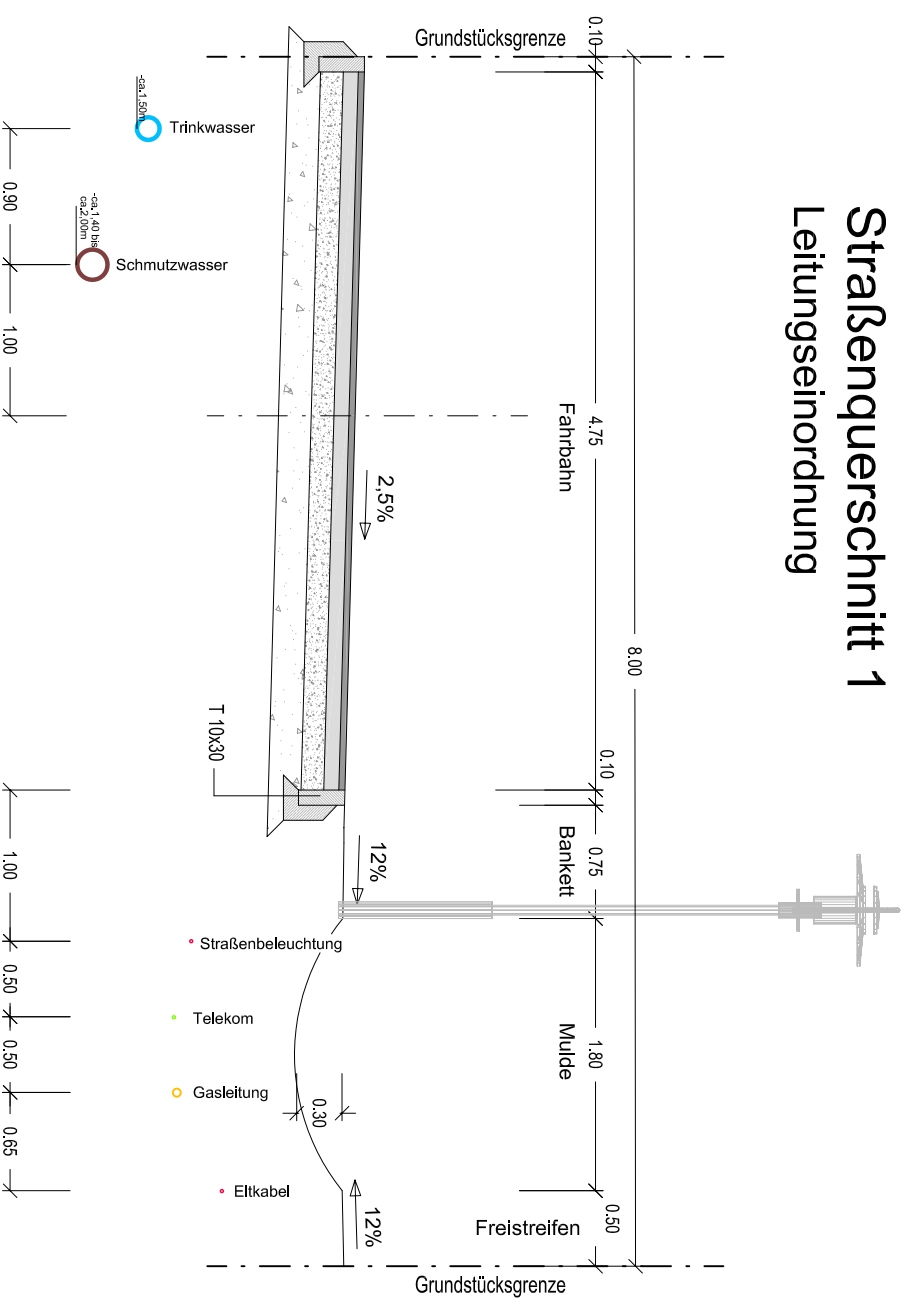 Straßenquerschnitt 1
Leitungseinordnung
8.00
0.10
4.75
0.10
0.75
1.80
0.50
Fahrbahn
Bankett
Mulde
Freistreifen
Grundstücksgrenze
Grundstücksgrenze
2,5%
12%
12%
0.30
T 10x30
Trinkwasser
-ca.1.50m
Schmutzwasser
-ca.1,40 bis
ca.2,00m
Straßenbeleuchtung
Telekom
Gasleitung
Eltkabel
0.90
1.00
1.00
0.50
0.50
0.65